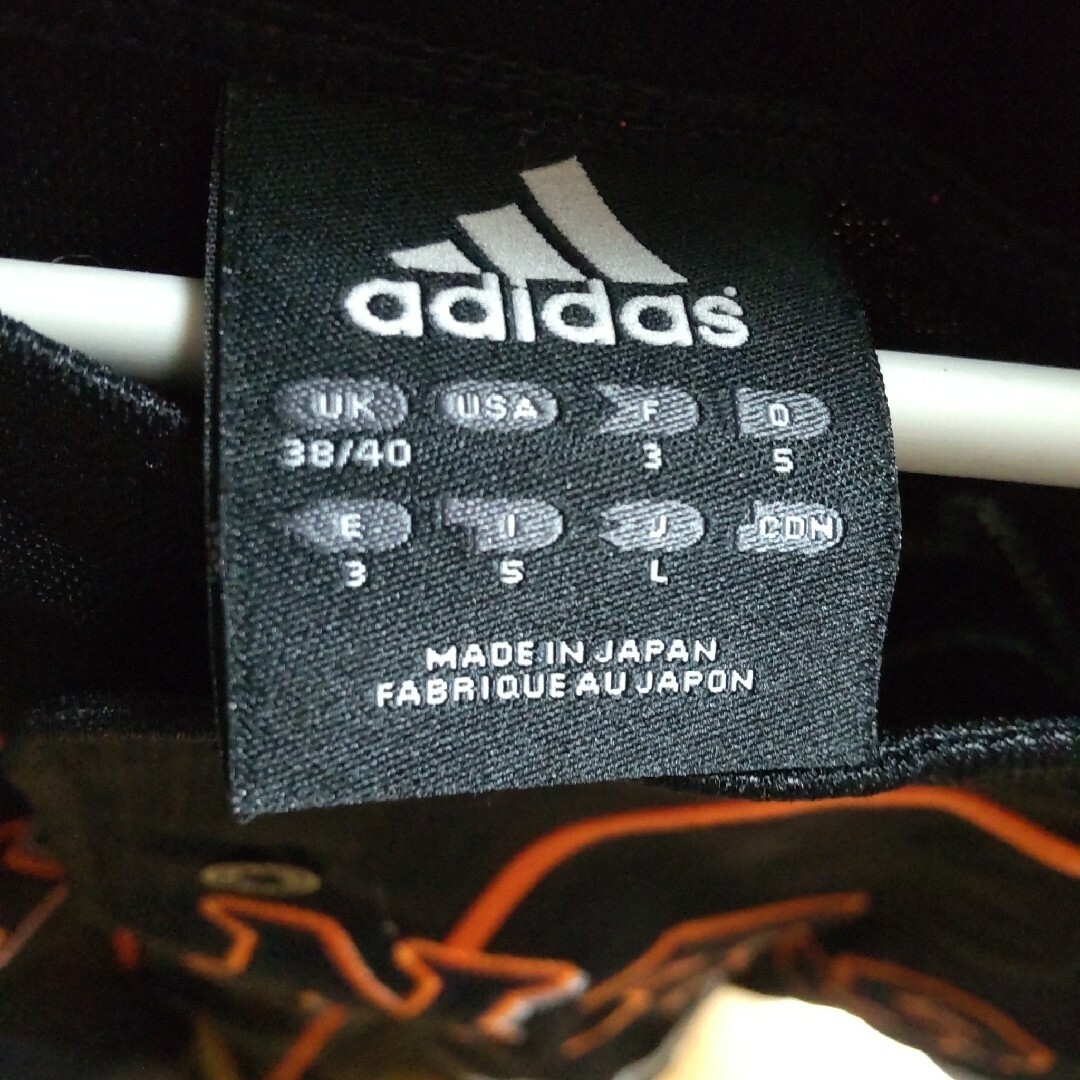 adidas
UK USA F D
38/40 3 5
E I J CDN
3 5 L
MADE IN JAPAN
FABRIQUE AU JAPON